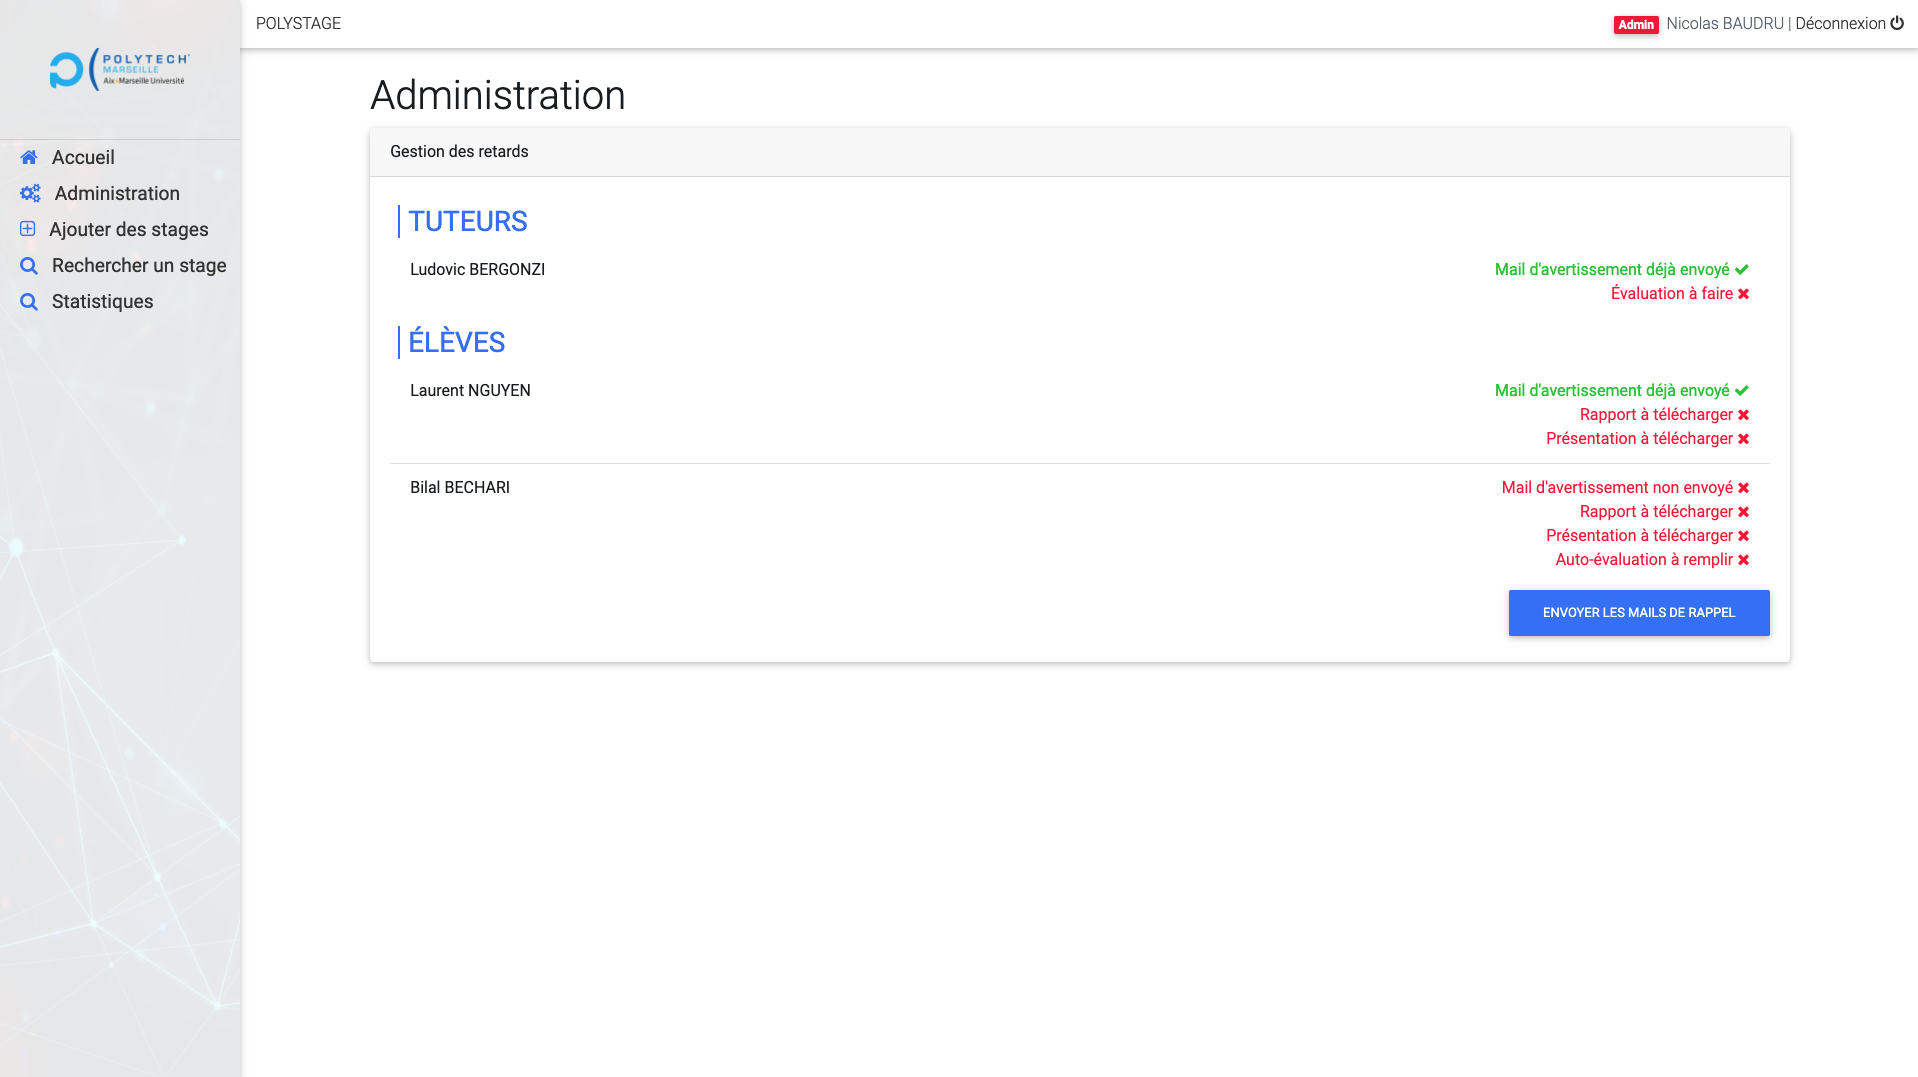 POLYTECH
MARSEILLE
Aix*Marseille Université
POLYSTAGE
Admin Nicolas BAUDRU | Déconnexion
Accueil
Administration
Ajouter des stages
Rechercher un stage
Statistiques
Administration
Gestion des retards
TUTEURS
Ludovic BERGONZI
Mail d'avertissement déjà envoyé
Évaluation à faire
ÉLÈVES
Laurent NGUYEN
Mail d'avertissement déjà envoyé
Rapport à télécharger
Présentation à télécharger
Bilal BECHARI
Mail d'avertissement non envoyé
Rapport à télécharger
Présentation à télécharger
Auto-évaluation à remplir
ENVOYER LES MAILS DE RAPPEL